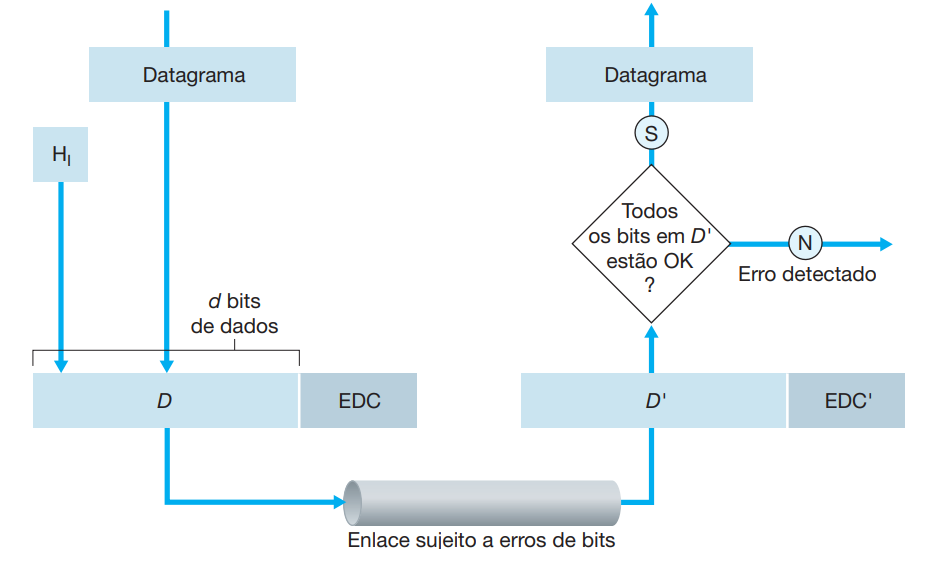 Datagrama
Datagrama
H_l
S
Todos
os bits em D'
estão OK
?
N
Erro detectado
d bits
de dados
D
EDC
D'
EDC'
Enlace sujeito a erros de bits